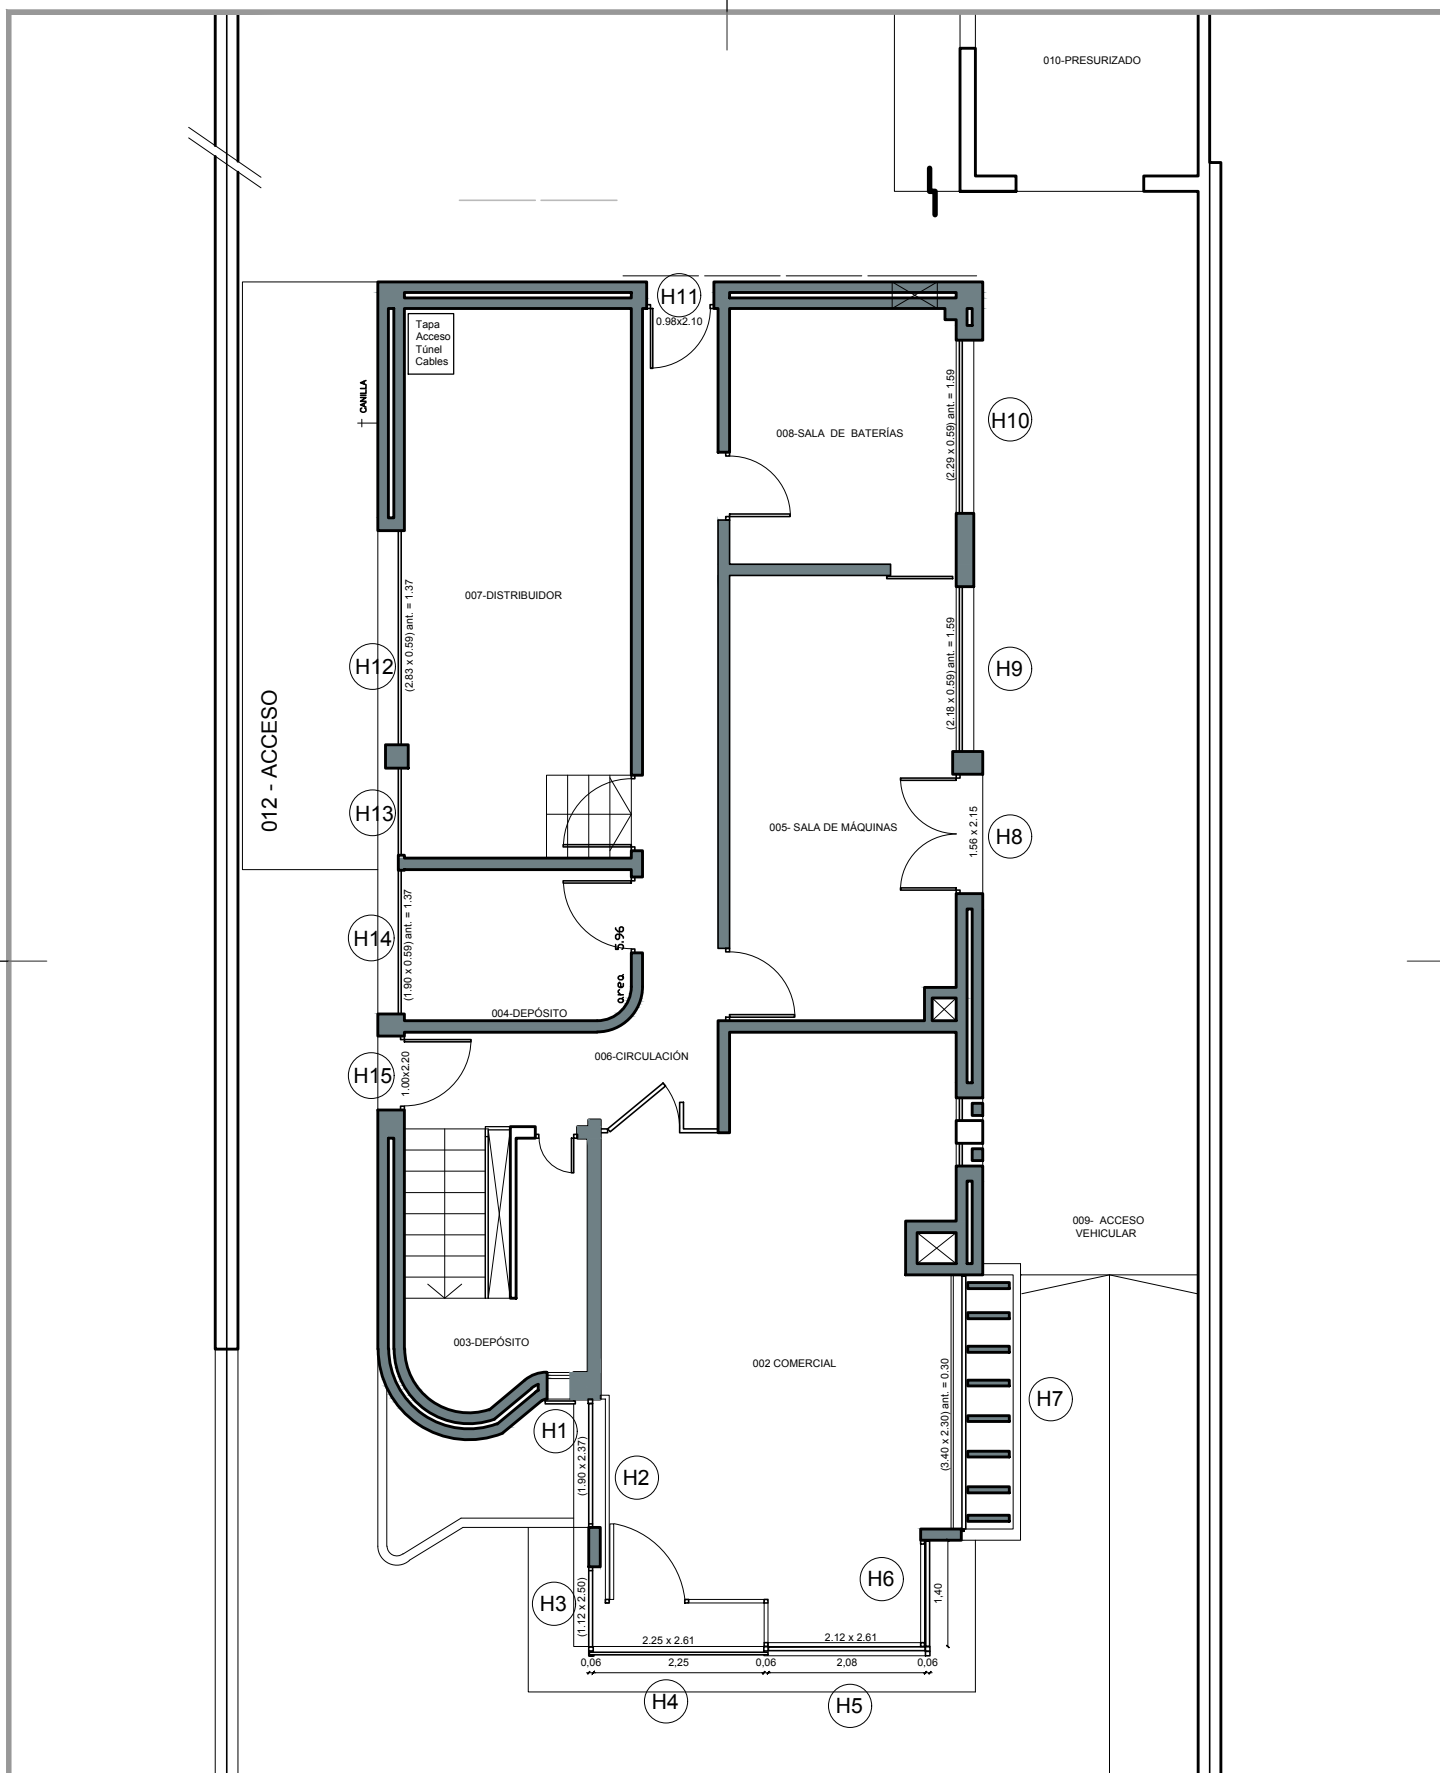 010-PRESURIZADO
H11
0.98x2.10
Tapa
Acceso
Túnel
Cables
CANILLA
008-SALA DE BATERÍAS
(2.29 x 0.59) ant. = 1.59
H10
007-DISTRIBUIDOR
(2.83 x 0.59) ant. = 1.37
H12
(2.18 x 0.59) ant. = 1.59
H9
012 - ACCESO
H13
005- SALA DE MÁQUINAS
1.56 x 2.15
H8
H14
(1.90 x 0.59) ant. = 1.37
area 5.96
004-DEPÓSITO
006-CIRCULACIÓN
H15
1.00x2.20
009- ACCESO
VEHICULAR
003-DEPÓSITO
002 COMERCIAL
(3.40 x 2.30) ant. = 0.30
H7
H1
(1.90 x 2.37)
H2
H3
(1.12 x 2.50)
H6
1,40
2.25 x 2.61
2.12 x 2.61
0,06
2,25
0,06
2,08
0,06
H4
H5